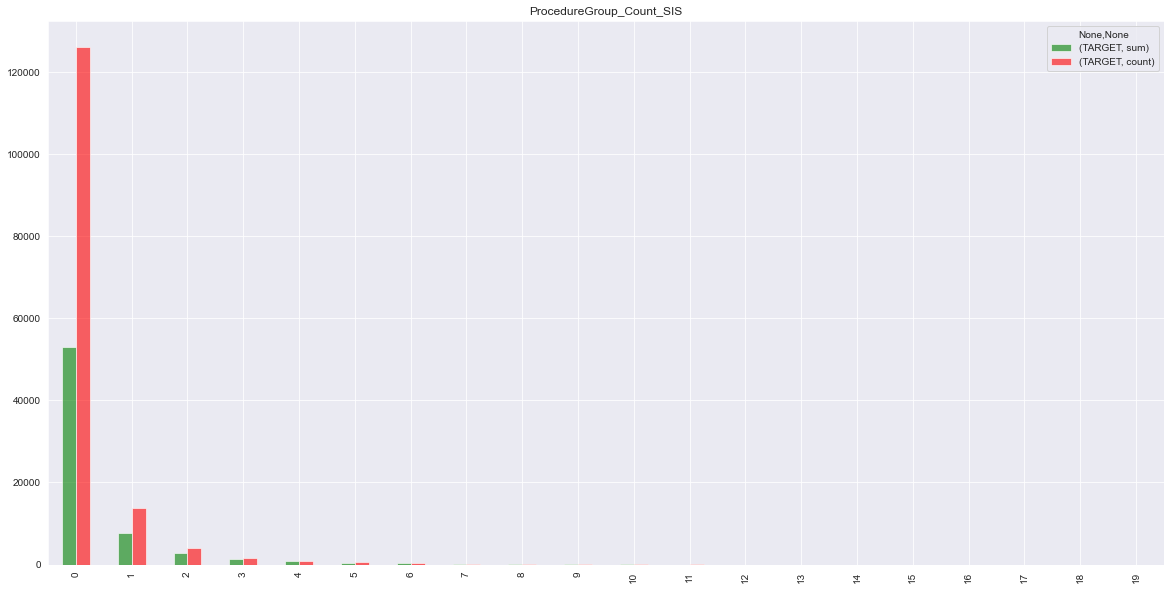 ProcedureGroup_Count_SIS
None,None
(TARGET, sum)
(TARGET, count)
120000
100000
80000
60000
40000
20000
0
0 1 2 3 4 5 6 7 8 9 10 11 12 13 14 15 16 17 18 19